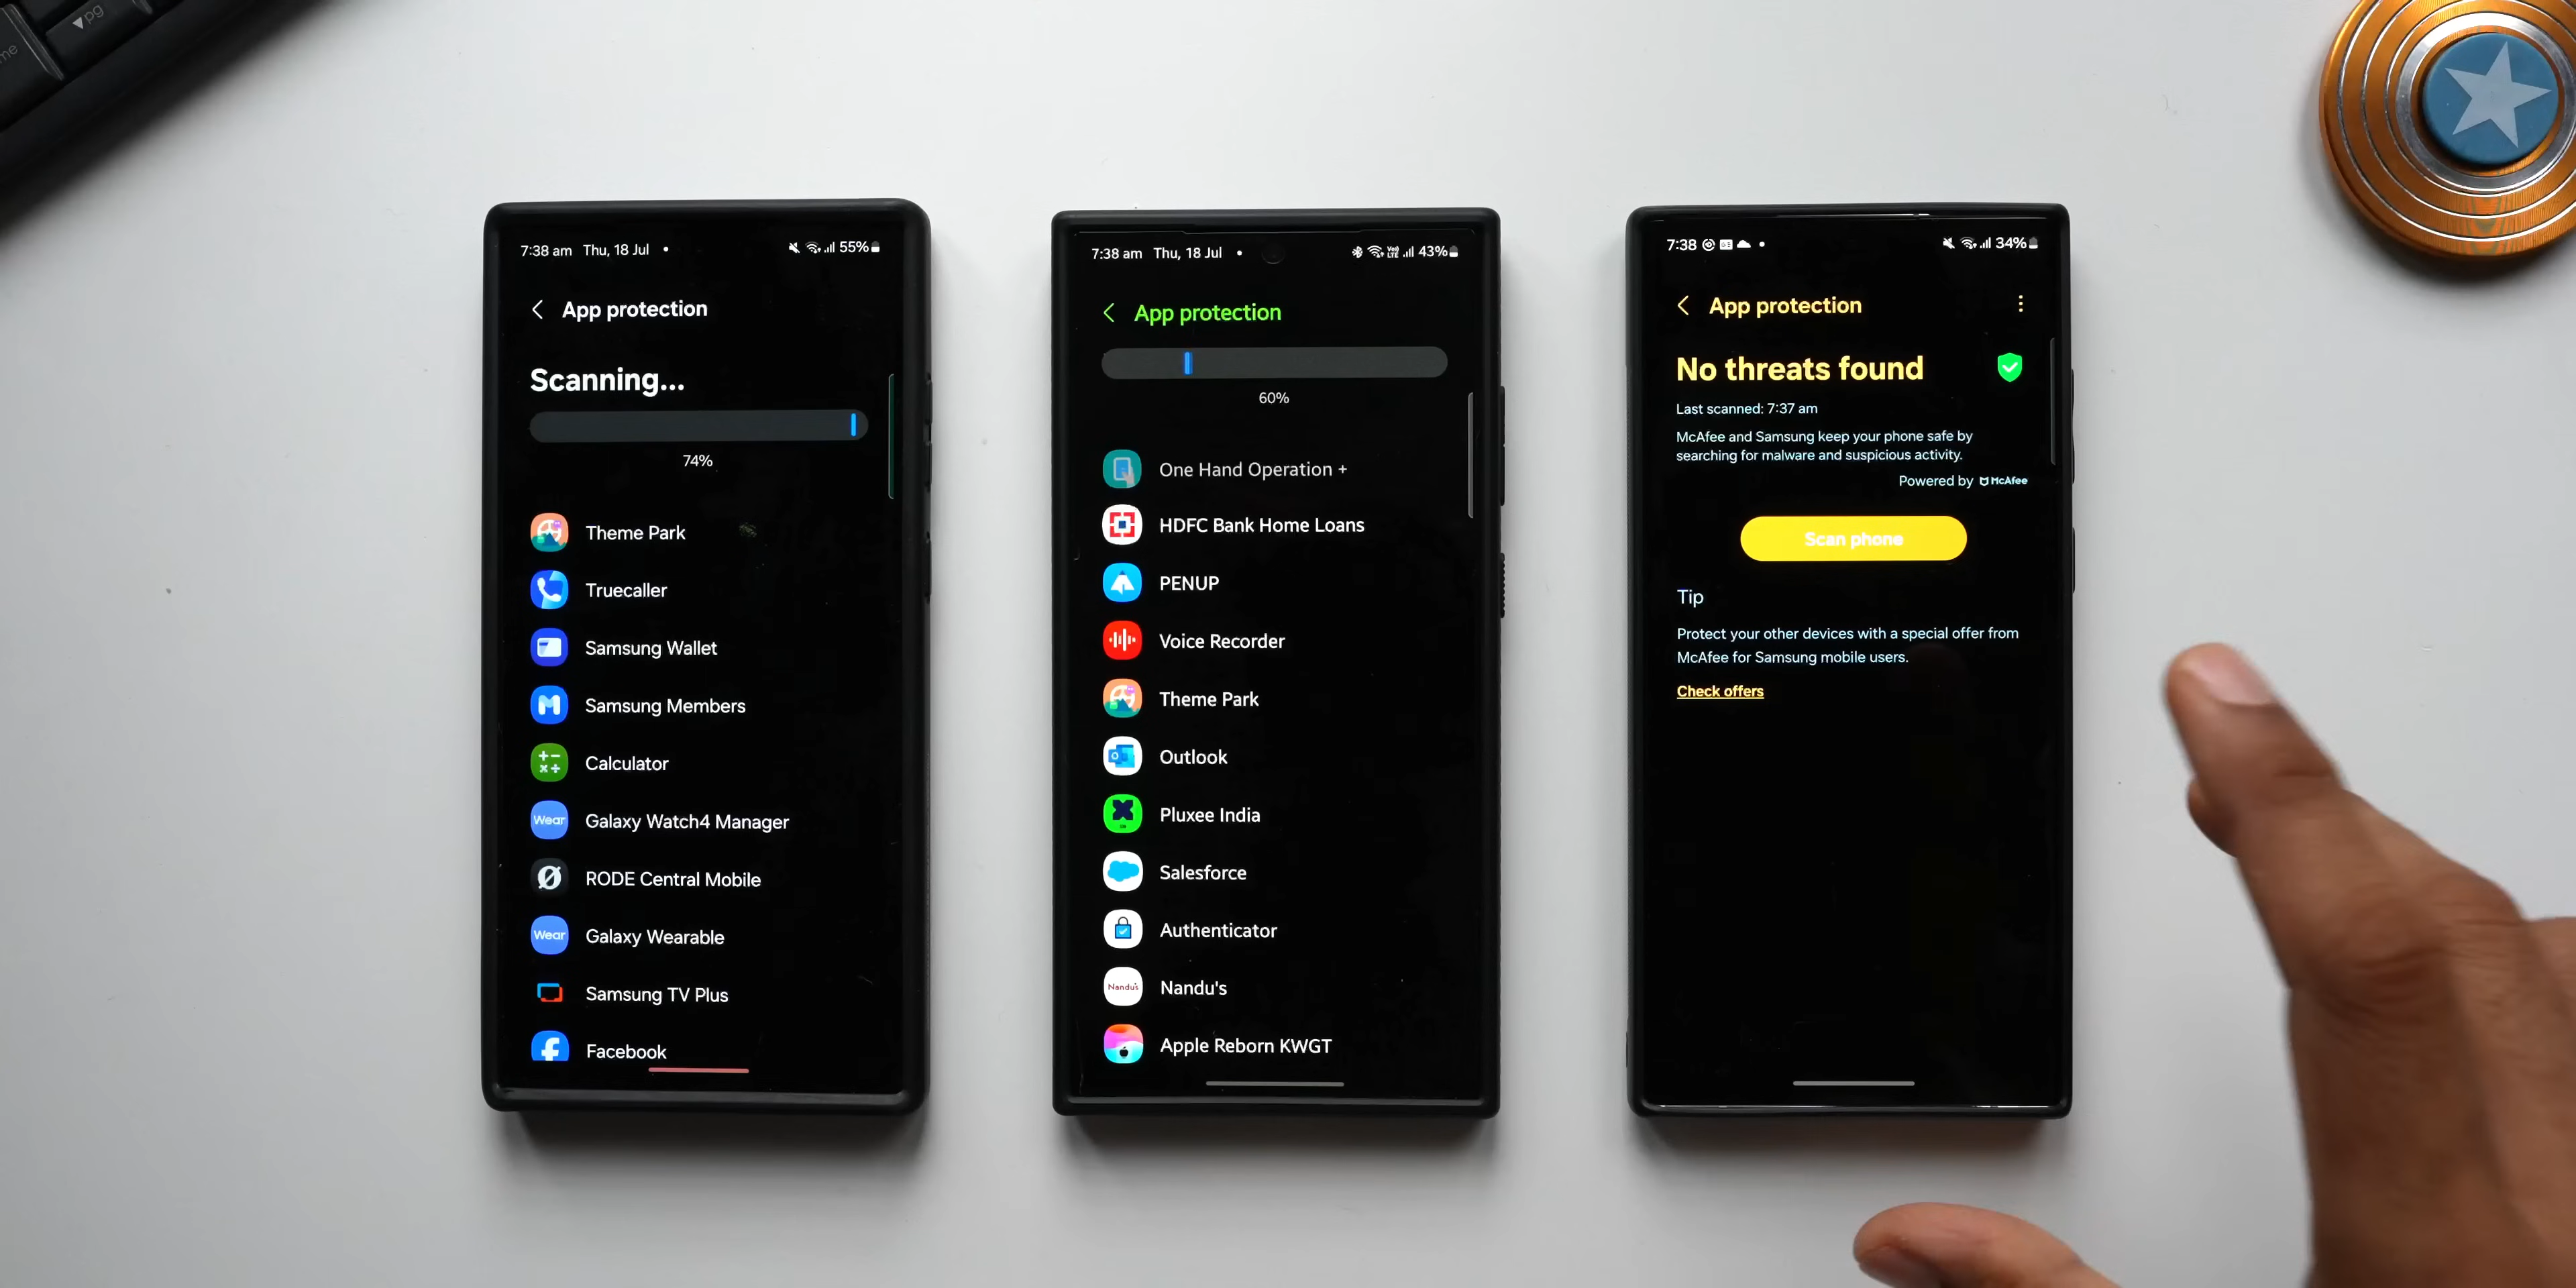 pg
me
7:38 am Thu, 18 Jul
55%
App protection
Scanning...
74%
Theme Park
Truecaller
Samsung Wallet
Samsung Members
Calculator
Wear
Galaxy Watch4 Manager
RODE Central Mobile
Wear
Galaxy Wearable
Samsung TV Plus
Facebook
7:38 am Thu, 18 Jul
43%
App protection
60%
One Hand Operation +
HDFC Bank Home Loans
PENUP
Voice Recorder
Theme Park
Outlook
Pluxee India
Salesforce
Authenticator
Nandu's
Nandu's
Apple Reborn KWGT
7:38
34%
App protection
No threats found
Last scanned: 7:37 am
McAfee and Samsung keep your phone safe by
searching for malware and suspicious activity.
Powered by McAfee
Scan phone
Tip
Protect your other devices with a special offer from
McAfee for Samsung mobile users.
Check offers